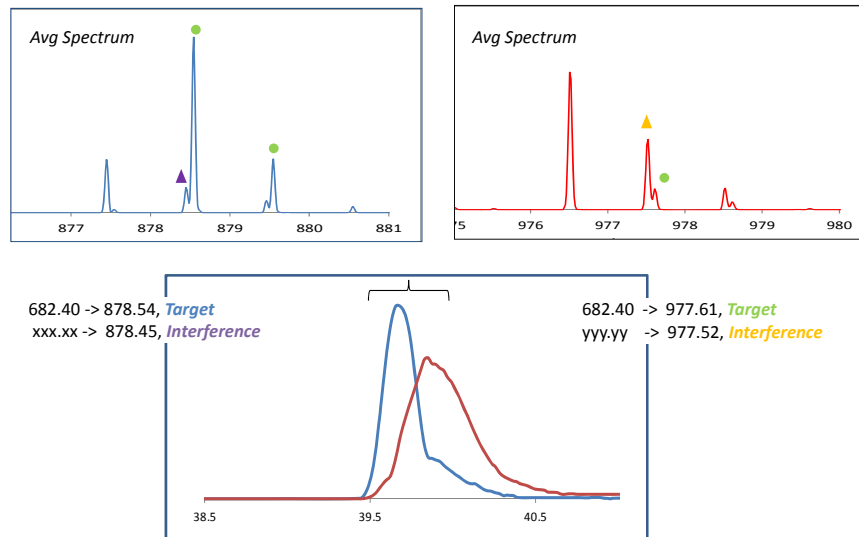 Avg Spectrum
877 878 879 880 881
Avg Spectrum
75 976 977 978 979 980
682.40 -> 878.54, Target
xxx.xx -> 878.45, Interference
682.40 -> 977.61, Target
yyy.yy -> 977.52, Interference
38.5 39.5 40.5